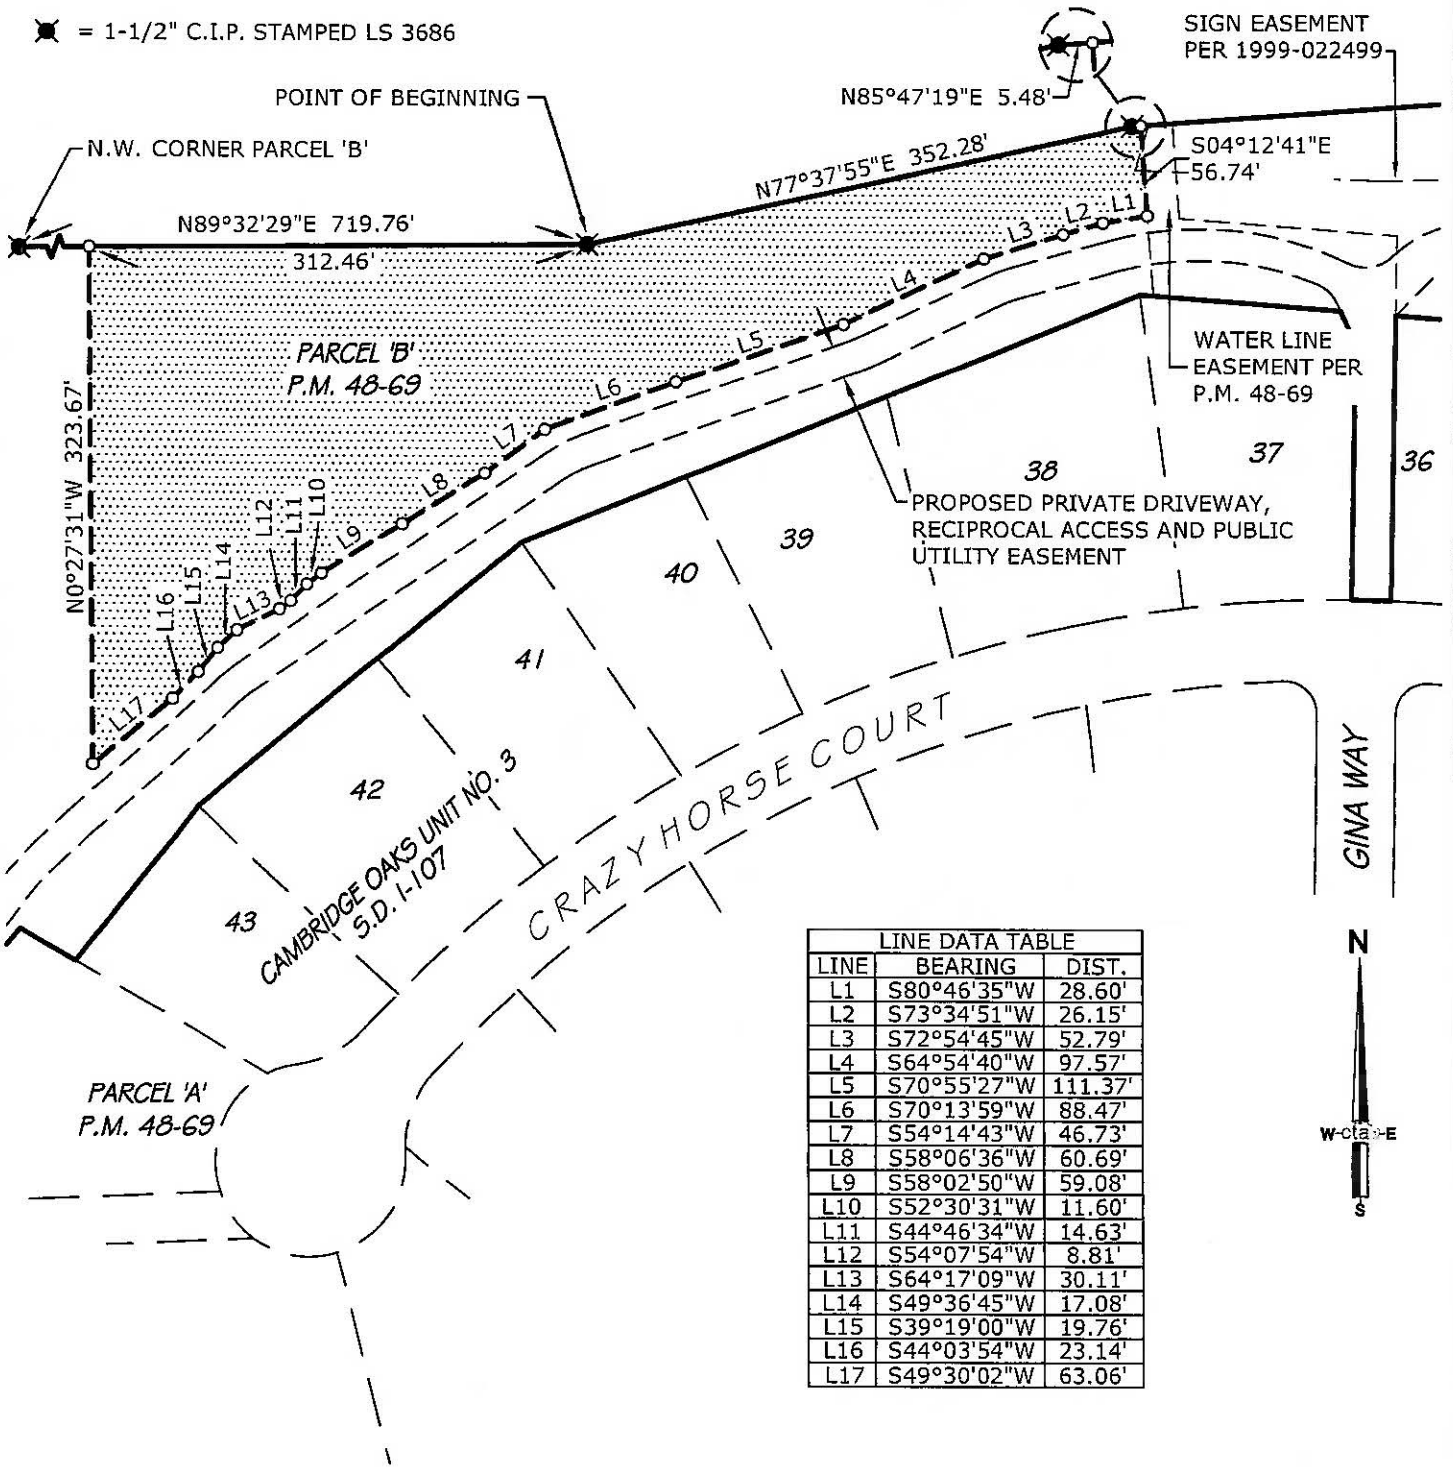 = 1-1/2" C.I.P. STAMPED LS 3686
SIGN EASEMENT
PER 1999-022499
POINT OF BEGINNING
N85°47'19"E 5.48'
N.W. CORNER PARCEL 'B'
S04°12'41"E
56.74'
N77°37'55"E 352.28'
N89°32'29"E 719.76'
312.46'
L1
L2
L3
L4
L5
L6
L7
L8
L9
L10
L11
L12
L13
L14
L15
L16
L17
PARCEL 'B'
P.M. 48-69
N0°27'31"W 323.67'
WATER LINE
EASEMENT PER
P.M. 48-69
PROPOSED PRIVATE DRIVEWAY,
RECIPROCAL ACCESS AND PUBLIC
UTILITY EASEMENT
36
37
38
39
40
41
42
43
CAMBRIDGE OAKS UNIT NO. 3
S.D. 1-107
CRAZY HORSE COURT
GINA WAY
PARCEL 'A'
P.M. 48-69
LINE DATA TABLE
LINE BEARING DIST.
L1 S80°46'35"W 28.60'
L2 S73°34'51"W 26.15'
L3 S72°54'45"W 52.79'
L4 S64°54'40"W 97.57'
L5 S70°55'27"W 111.37'
L6 S70°13'59"W 88.47'
L7 S54°14'43"W 46.73'
L8 S58°06'36"W 60.69'
L9 S58°02'50"W 59.08'
L10 S52°30'31"W 11.60'
L11 S44°46'34"W 14.63'
L12 S54°07'54"W 8.81'
L13 S64°17'09"W 30.11'
L14 S49°36'45"W 17.08'
L15 S39°19'00"W 19.76'
L16 S44°03'54"W 23.14'
L17 S49°30'02"W 63.06'
N
W E
S